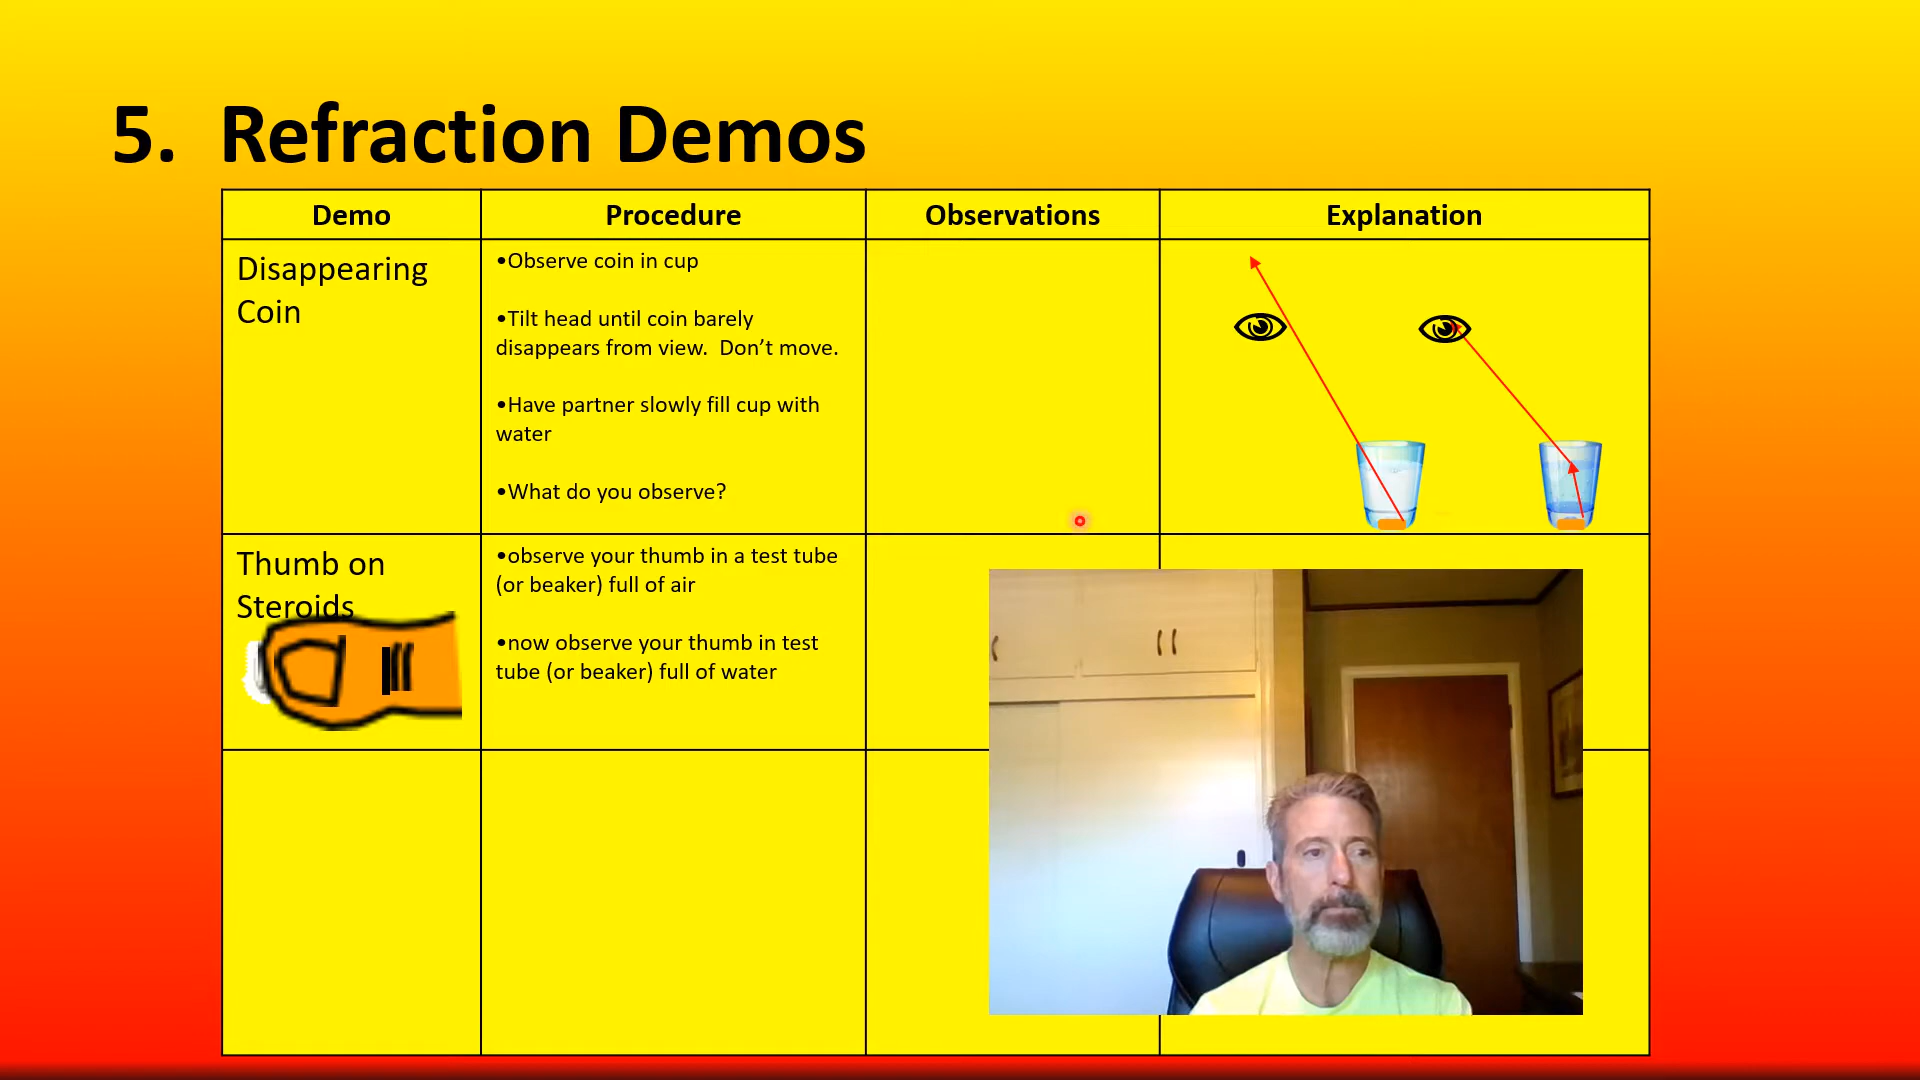 5. Refraction Demos
Demo
Procedure
Observations
Explanation
Disappearing
Coin
•Observe coin in cup
•Tilt head until coin barely
disappears from view. Don’t move.
•Have partner slowly fill cup with
water
•What do you observe?
Thumb on
Steroids
•observe your thumb in a test tube
(or beaker) full of air
•now observe your thumb in test
tube (or beaker) full of water